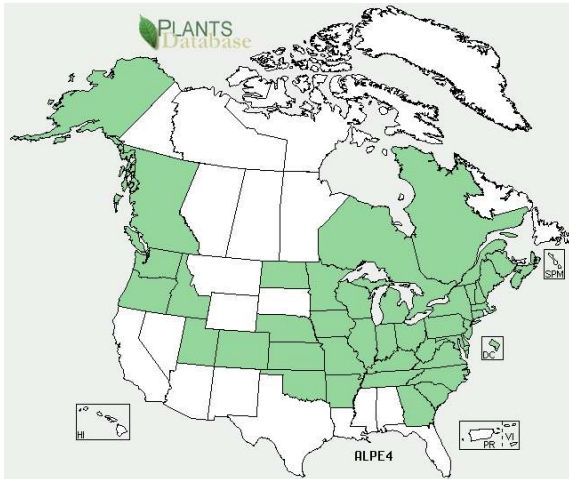 PLANTS
Database
SPM
DC
HI
PR
VI
ALPE4